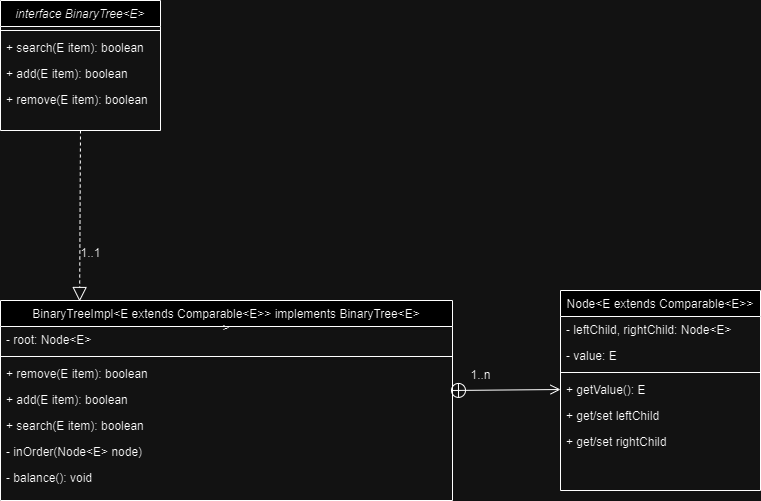 interface BinaryTree<E>
+ search(E item): boolean
+ add(E item): boolean
+ remove(E item): boolean
1..1
BinaryTreeImpl<E extends Comparable<E>> implements BinaryTree<E>
- root: Node<E>
+ remove(E item): boolean
+ add(E item): boolean
+ search(E item): boolean
- inOrder(Node<E> node)
- balance(): void
1..n
Node<E extends Comparable<E>>
- leftChild, rightChild: Node<E>
- value: E
+ getValue(): E
+ get/set leftChild
+ get/set rightChild